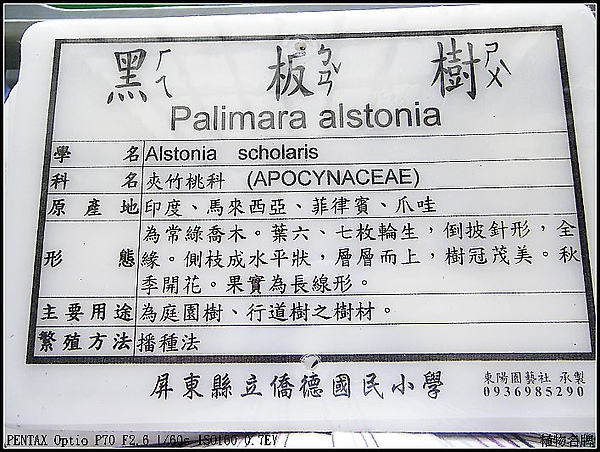 黑ㄏㄟ 板ㄅㄢˇ 樹ㄕㄨˋ
Palimara alstonia
學名 Alstonia scholaris
科名 夾竹桃科 (APOCYNACEAE)
原產地 印度、馬來西亞、菲律賓、爪哇
形態 為常綠喬木。葉六、七枚輪生，倒披針形，全
緣。側枝成水平狀，層層而上，樹冠茂美。秋
季開花。果實為長線形。
主要用途 為庭園樹、行道樹之樹材。
繁殖方法 播種法
屏東縣立僑德國民小學
東陽園藝社 承製
0936985290
PENTAX Optio P70 F2.6 1/60s ISO160 0.7EV
植物名牌